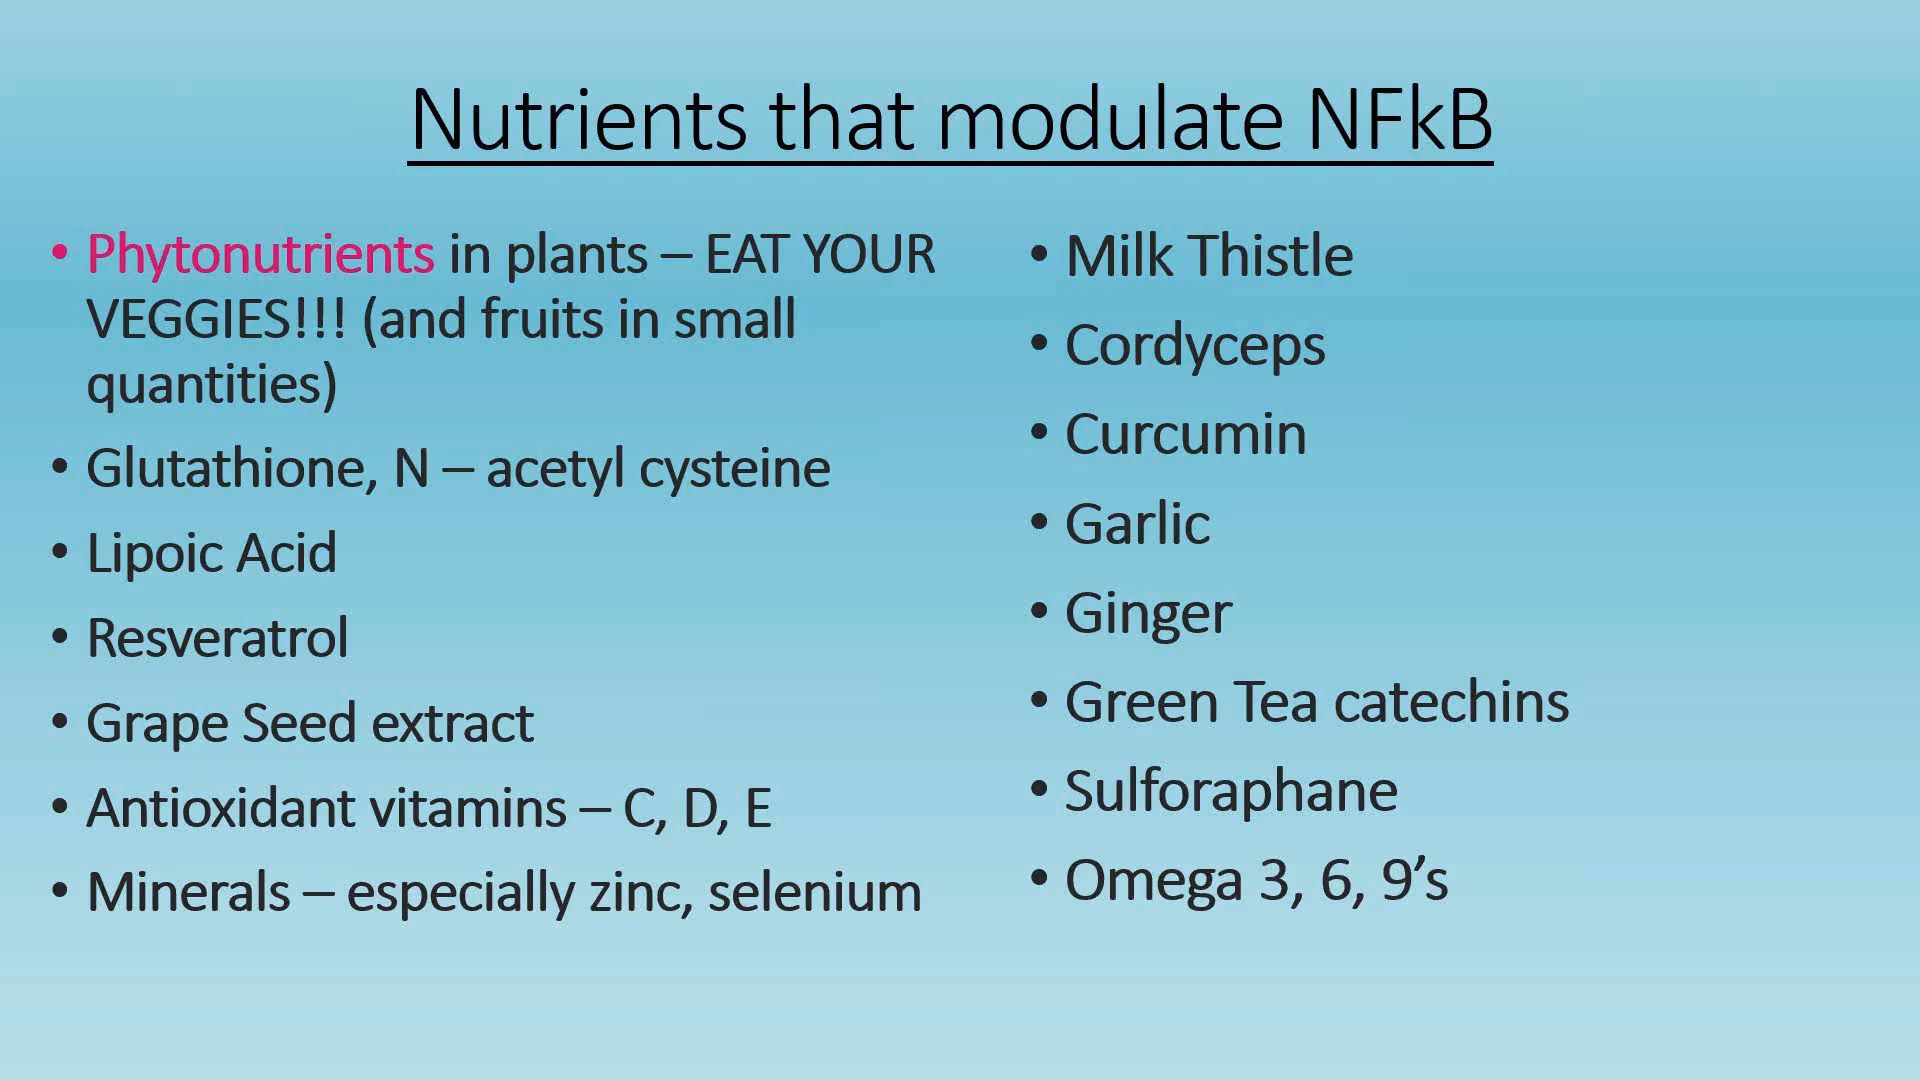 Nutrients that modulate NFkB
• Phytonutrients in plants – EAT YOUR
VEGGIES!!! (and fruits in small
quantities)
• Glutathione, N – acetyl cysteine
• Lipoic Acid
• Resveratrol
• Grape Seed extract
• Antioxidant vitamins – C, D, E
• Minerals – especially zinc, selenium
• Milk Thistle
• Cordyceps
• Curcumin
• Garlic
• Ginger
• Green Tea catechins
• Sulforaphane
• Omega 3, 6, 9’s